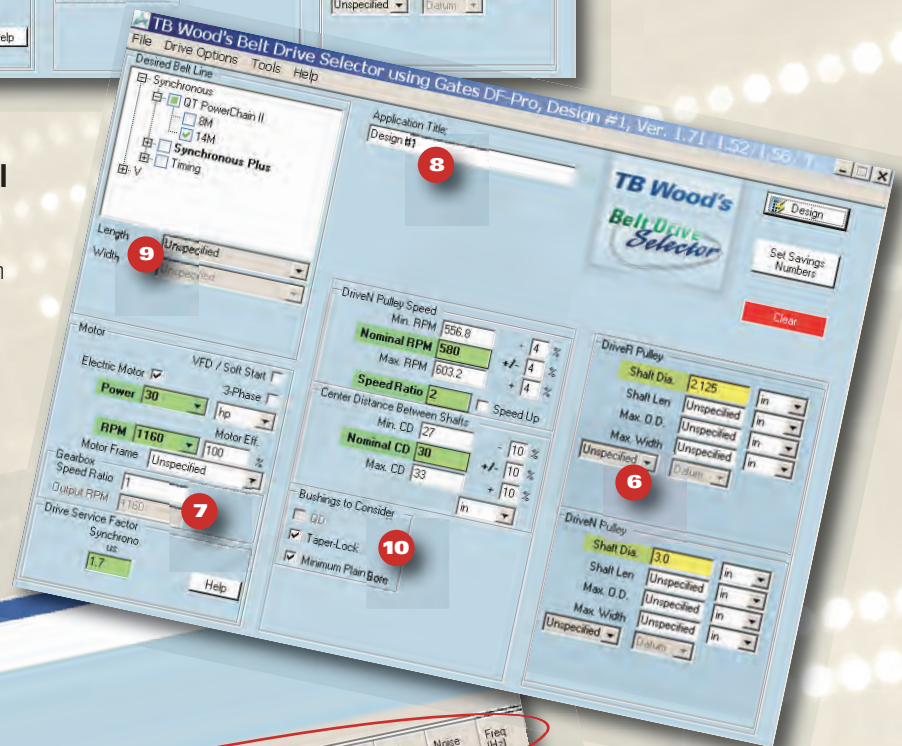 Unspecified
Datum
elp
TB Wood's Belt Drive Selector using Gates DF-Pro, Design #1, Ver. 1.71 / 1.52 / 1.56 / T
File Drive Options Tools Help
Desired Belt Line
Synchronous
QT PowerChain II
8M
14M
Synchronous Plus
Timing
V
Length Unspecified
Width Unspecified
9
Application Title:
Design #1
8
TB Wood's
Belt Drive
Selector
Design
Set Savings
Numbers
Clear
Motor
Electric Motor VFD / Soft Start
3-Phase
Power 30 hp
RPM 1160 Motor Eff.
100 %
Motor Frame Unspecified
Gearbox
Speed Ratio 1
Output RPM 1160
7
Drive Service Factor
Synchrono
us
1.7
Help
DriveN Pulley Speed
Min. RPM 556.8 - 4 %
Nominal RPM 580 +/- 4 %
Max. RPM 603.2 + 4 %
Speed Ratio 2 Speed Up
Center Distance Between Shafts
Min. CD 27 - 10 %
Nominal CD 30 +/- 10 %
Max. CD 33 + 10 %
in
Bushings to Consider
QD
Taper-Lock
Minimum Plain Bore
10
DriveR Pulley
Shaft Dia. 2.125 in
Shaft Len Unspecified in
Max. O.D. Unspecified in
Max. Width Unspecified in
Unspecified Datum
6
DriveN Pulley
Shaft Dia. 3.0 in
Shaft Len Unspecified in
Max. O.D. Unspecified in
Max. Width Unspecified in
Unspecified Datum
Noise
Freq
(Hz)